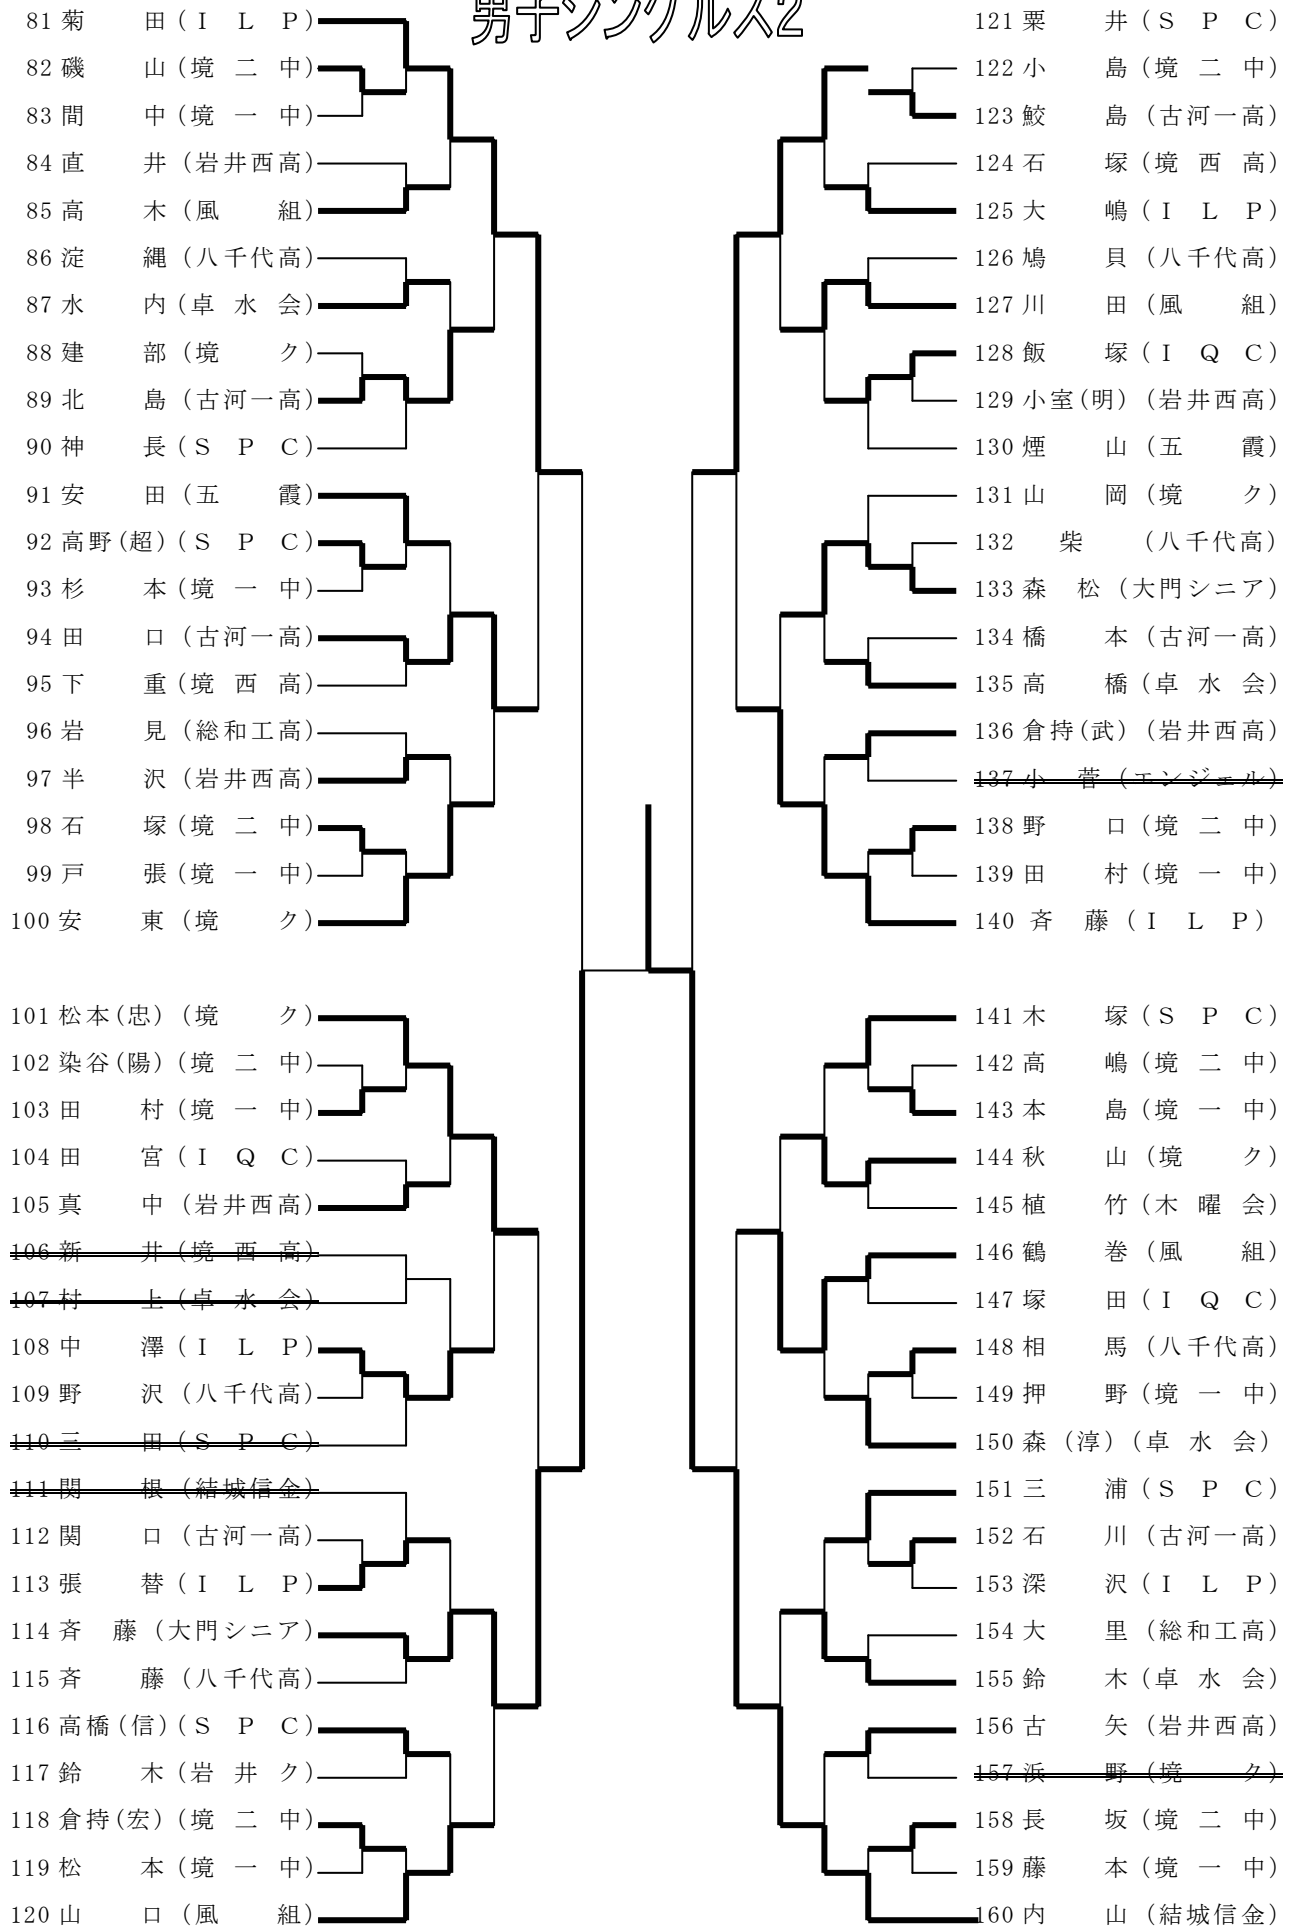 男子シングルス2
81 菊 田 (I L P)
82 磯 山 (境 二 中)
83 間 中 (境 一 中)
84 直 井 (岩井西高)
85 高 木 (風 組)
86 淀 縄 (八千代高)
87 水 内 (卓 水 会)
88 建 部 (境 ク)
89 北 島 (古河一高)
90 神 長 (S P C)
91 安 田 (五 霞)
92 高野(超) (S P C)
93 杉 本 (境 一 中)
94 田 口 (古河一高)
95 下 重 (境 西 高)
96 岩 見 (総和工高)
97 半 沢 (岩井西高)
98 石 塚 (境 二 中)
99 戸 張 (境 一 中)
100 安 東 (境 ク)
101 松本(忠) (境 ク)
102 染谷(陽) (境 二 中)
103 田 村 (境 一 中)
104 田 宮 (I Q C)
105 真 中 (岩井西高)
106 新 井 (境 西 高)
107 村 上 (卓 水 会)
108 中 澤 (I L P)
109 野 沢 (八千代高)
110 三 田 (S P C)
111 関 根 (結城信金)
112 関 口 (古河一高)
113 張 替 (I L P)
114 斉 藤 (大門シニア)
115 斉 藤 (八千代高)
116 高橋(信) (S P C)
117 鈴 木 (岩 井 ク)
118 倉持(宏) (境 二 中)
119 松 本 (境 一 中)
120 山 口 (風 組)
121 粟 井 (S P C)
122 小 島 (境 二 中)
123 鮫 島 (古河一高)
124 石 塚 (境 西 高)
125 大 嶋 (I L P)
126 鳩 貝 (八千代高)
127 川 田 (風 組)
128 飯 塚 (I Q C)
129 小室(明) (岩井西高)
130 煙 山 (五 霞)
131 山 岡 (境 ク)
132 柴 (八千代高)
133 森 松 (大門シニア)
134 橋 本 (古河一高)
135 高 橋 (卓 水 会)
136 倉持(武) (岩井西高)
137 小 菅 (エンジェル)
138 野 口 (境 二 中)
139 田 村 (境 一 中)
140 斉 藤 (I L P)
141 木 塚 (S P C)
142 高 嶋 (境 二 中)
143 本 島 (境 一 中)
144 秋 山 (境 ク)
145 植 竹 (木 曜 会)
146 鶴 巻 (風 組)
147 塚 田 (I Q C)
148 相 馬 (八千代高)
149 押 野 (境 一 中)
150 森 (淳) (卓 水 会)
151 三 浦 (S P C)
152 石 川 (古河一高)
153 深 沢 (I L P)
154 大 里 (総和工高)
155 鈴 木 (卓 水 会)
156 古 矢 (岩井西高)
157 浜 野 (境 ク)
158 長 坂 (境 二 中)
159 藤 本 (境 一 中)
160 内 山 (結城信金)